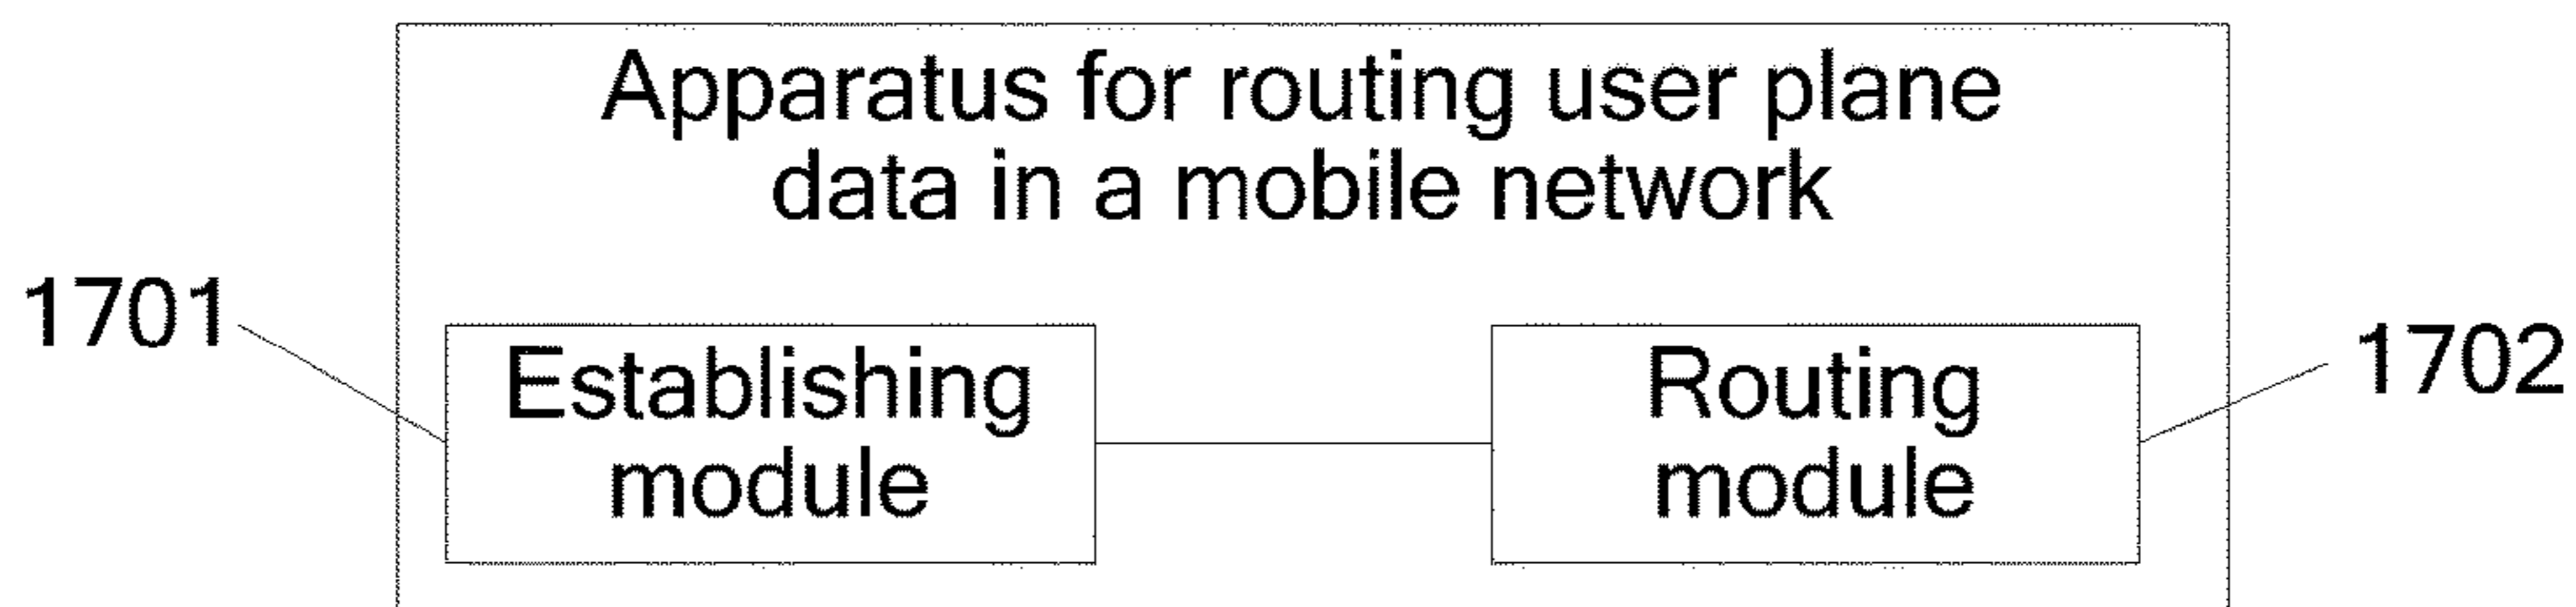 Apparatus for routing user plane
data in a mobile network
1701
Establishing
module
Routing
module
1702